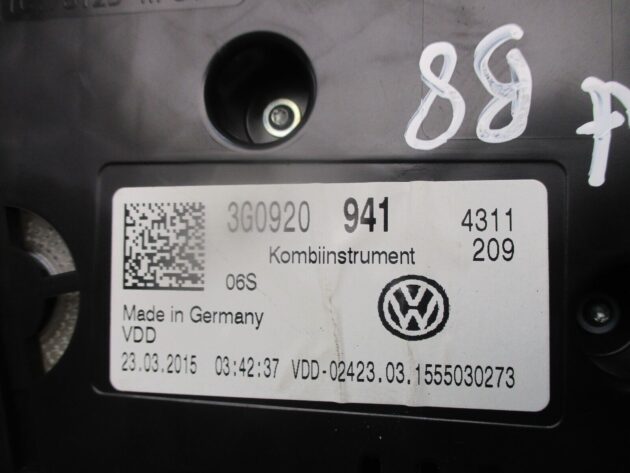 88
3G0920 941 4311
Kombiinstrument 209
06S
Made in Germany
VDD
23.03.2015 03:42:37 VDD-02423.03.1555030273